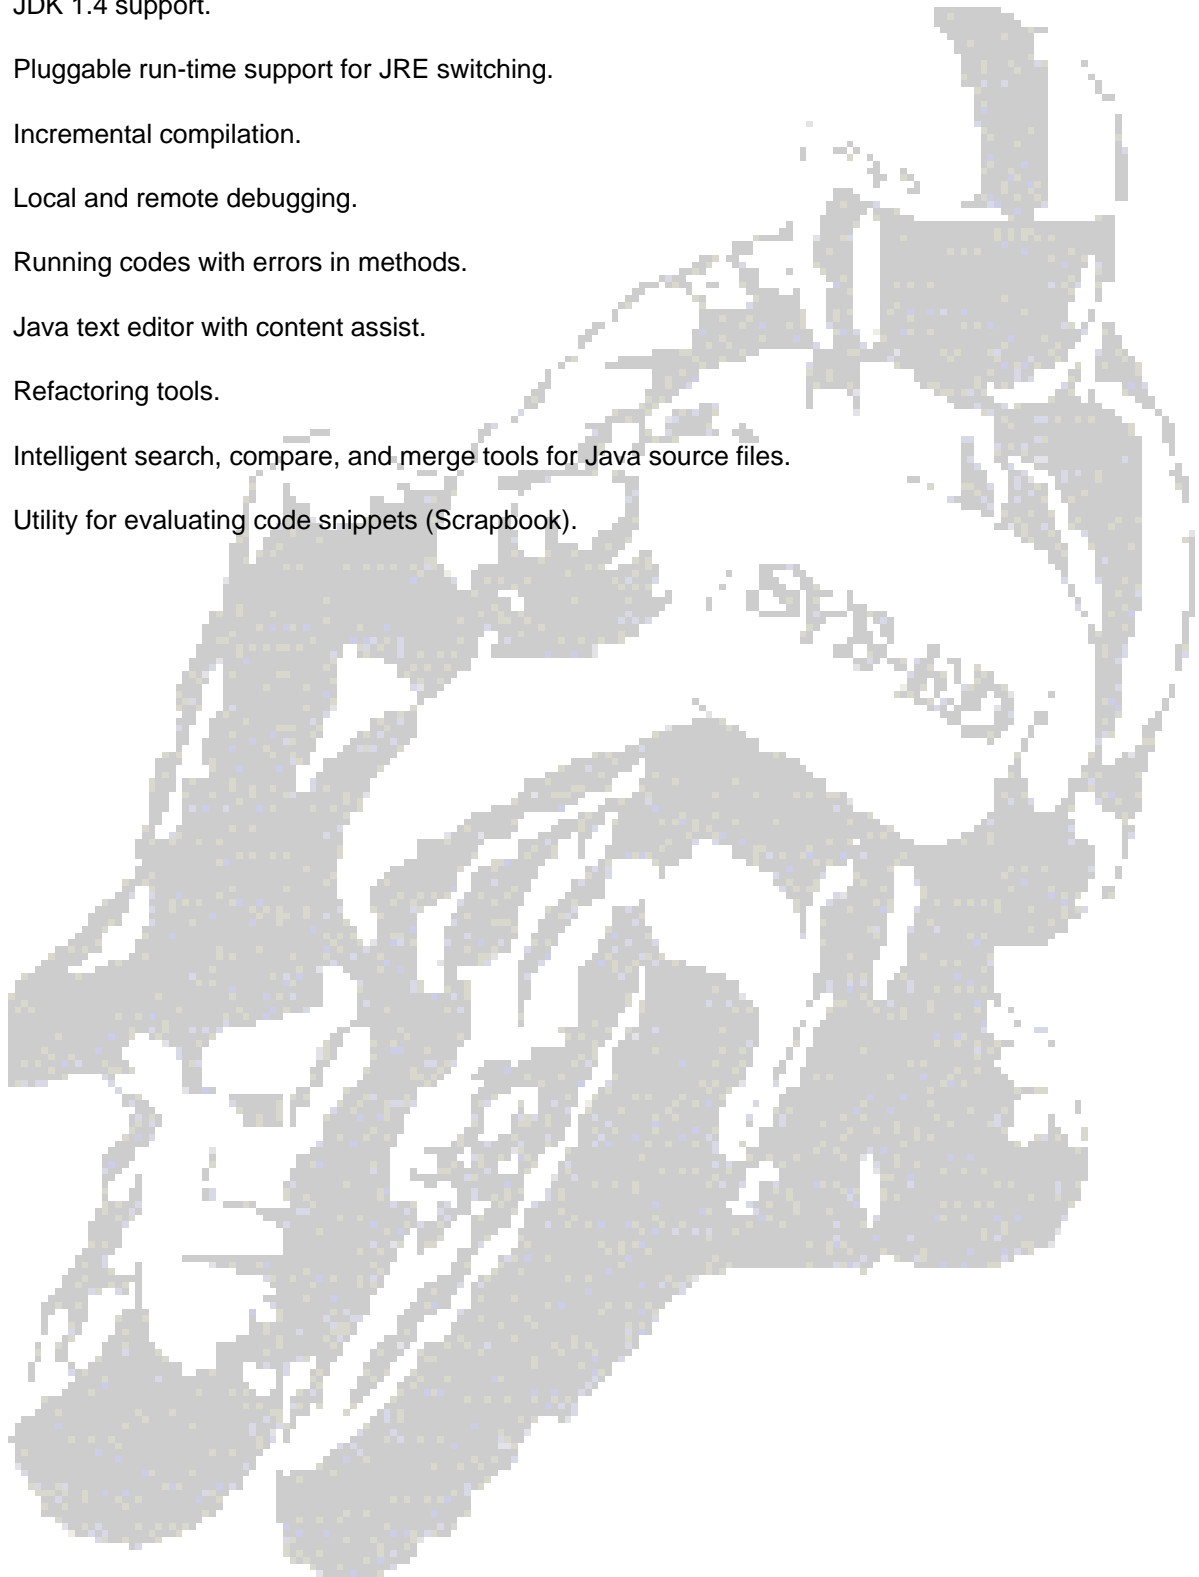 JDK 1.4 support.
Pluggable run-time support for JRE switching.
Incremental compilation.
Local and remote debugging.
Running codes with errors in methods.
Java text editor with content assist.
Refactoring tools.
Intelligent search, compare, and merge tools for Java source files.
Utility for evaluating code snippets (Scrapbook).
SYS-ED